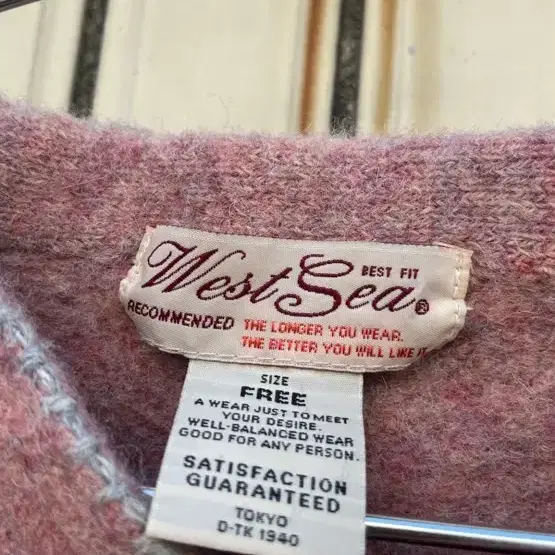 West Sea®
BEST FIT
RECOMMENDED
THE LONGER YOU WEAR.
THE BETTER YOU WILL LIKE IT
SIZE
FREE
A WEAR JUST TO MEET
YOUR DESIRE.
WELL-BALANCED WEAR
GOOD FOR ANY PERSON.
SATISFACTION
GUARANTEED
TOKYO
D-TK 1940